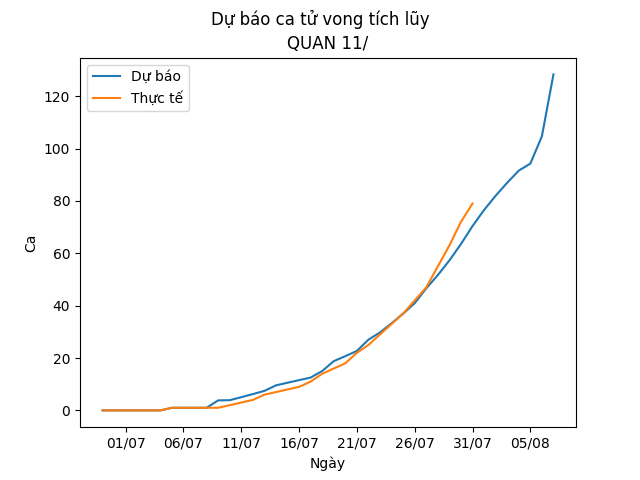 Dự báo ca tử vong tích lũy
QUAN 11/
Dự báo
Thực tế
Ca
120
100
80
60
40
20
0
01/07 06/07 11/07 16/07 21/07 26/07 31/07 05/08
Ngày